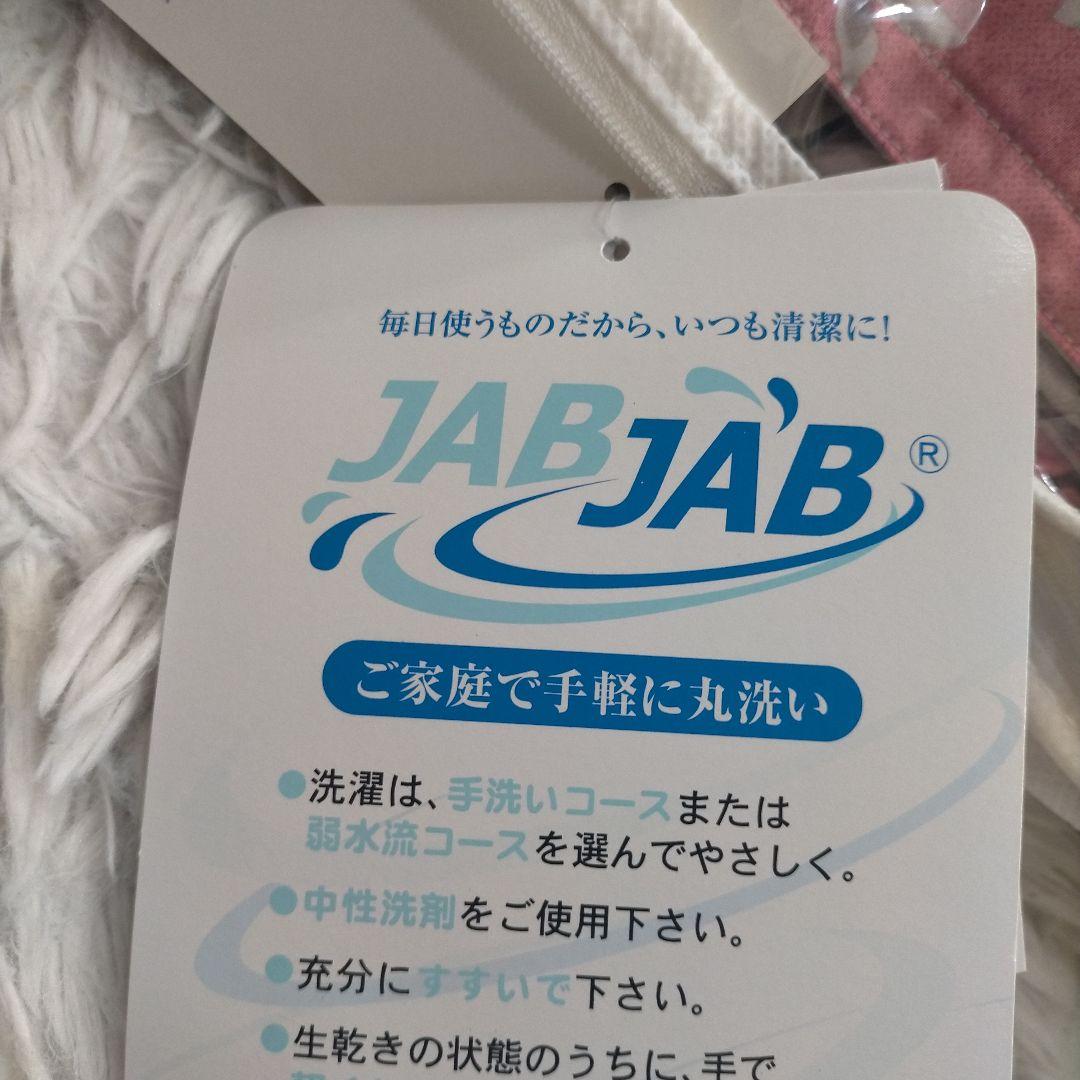 毎日使うものだから、いつも清潔に!
JABJAB®
ご家庭で手軽に丸洗い
●洗濯は、手洗いコースまたは
弱水流コースを選んでやさしく。
●中性洗剤をご使用下さい。
●充分にすすいで下さい。
●生乾きの状態のうちに、手で